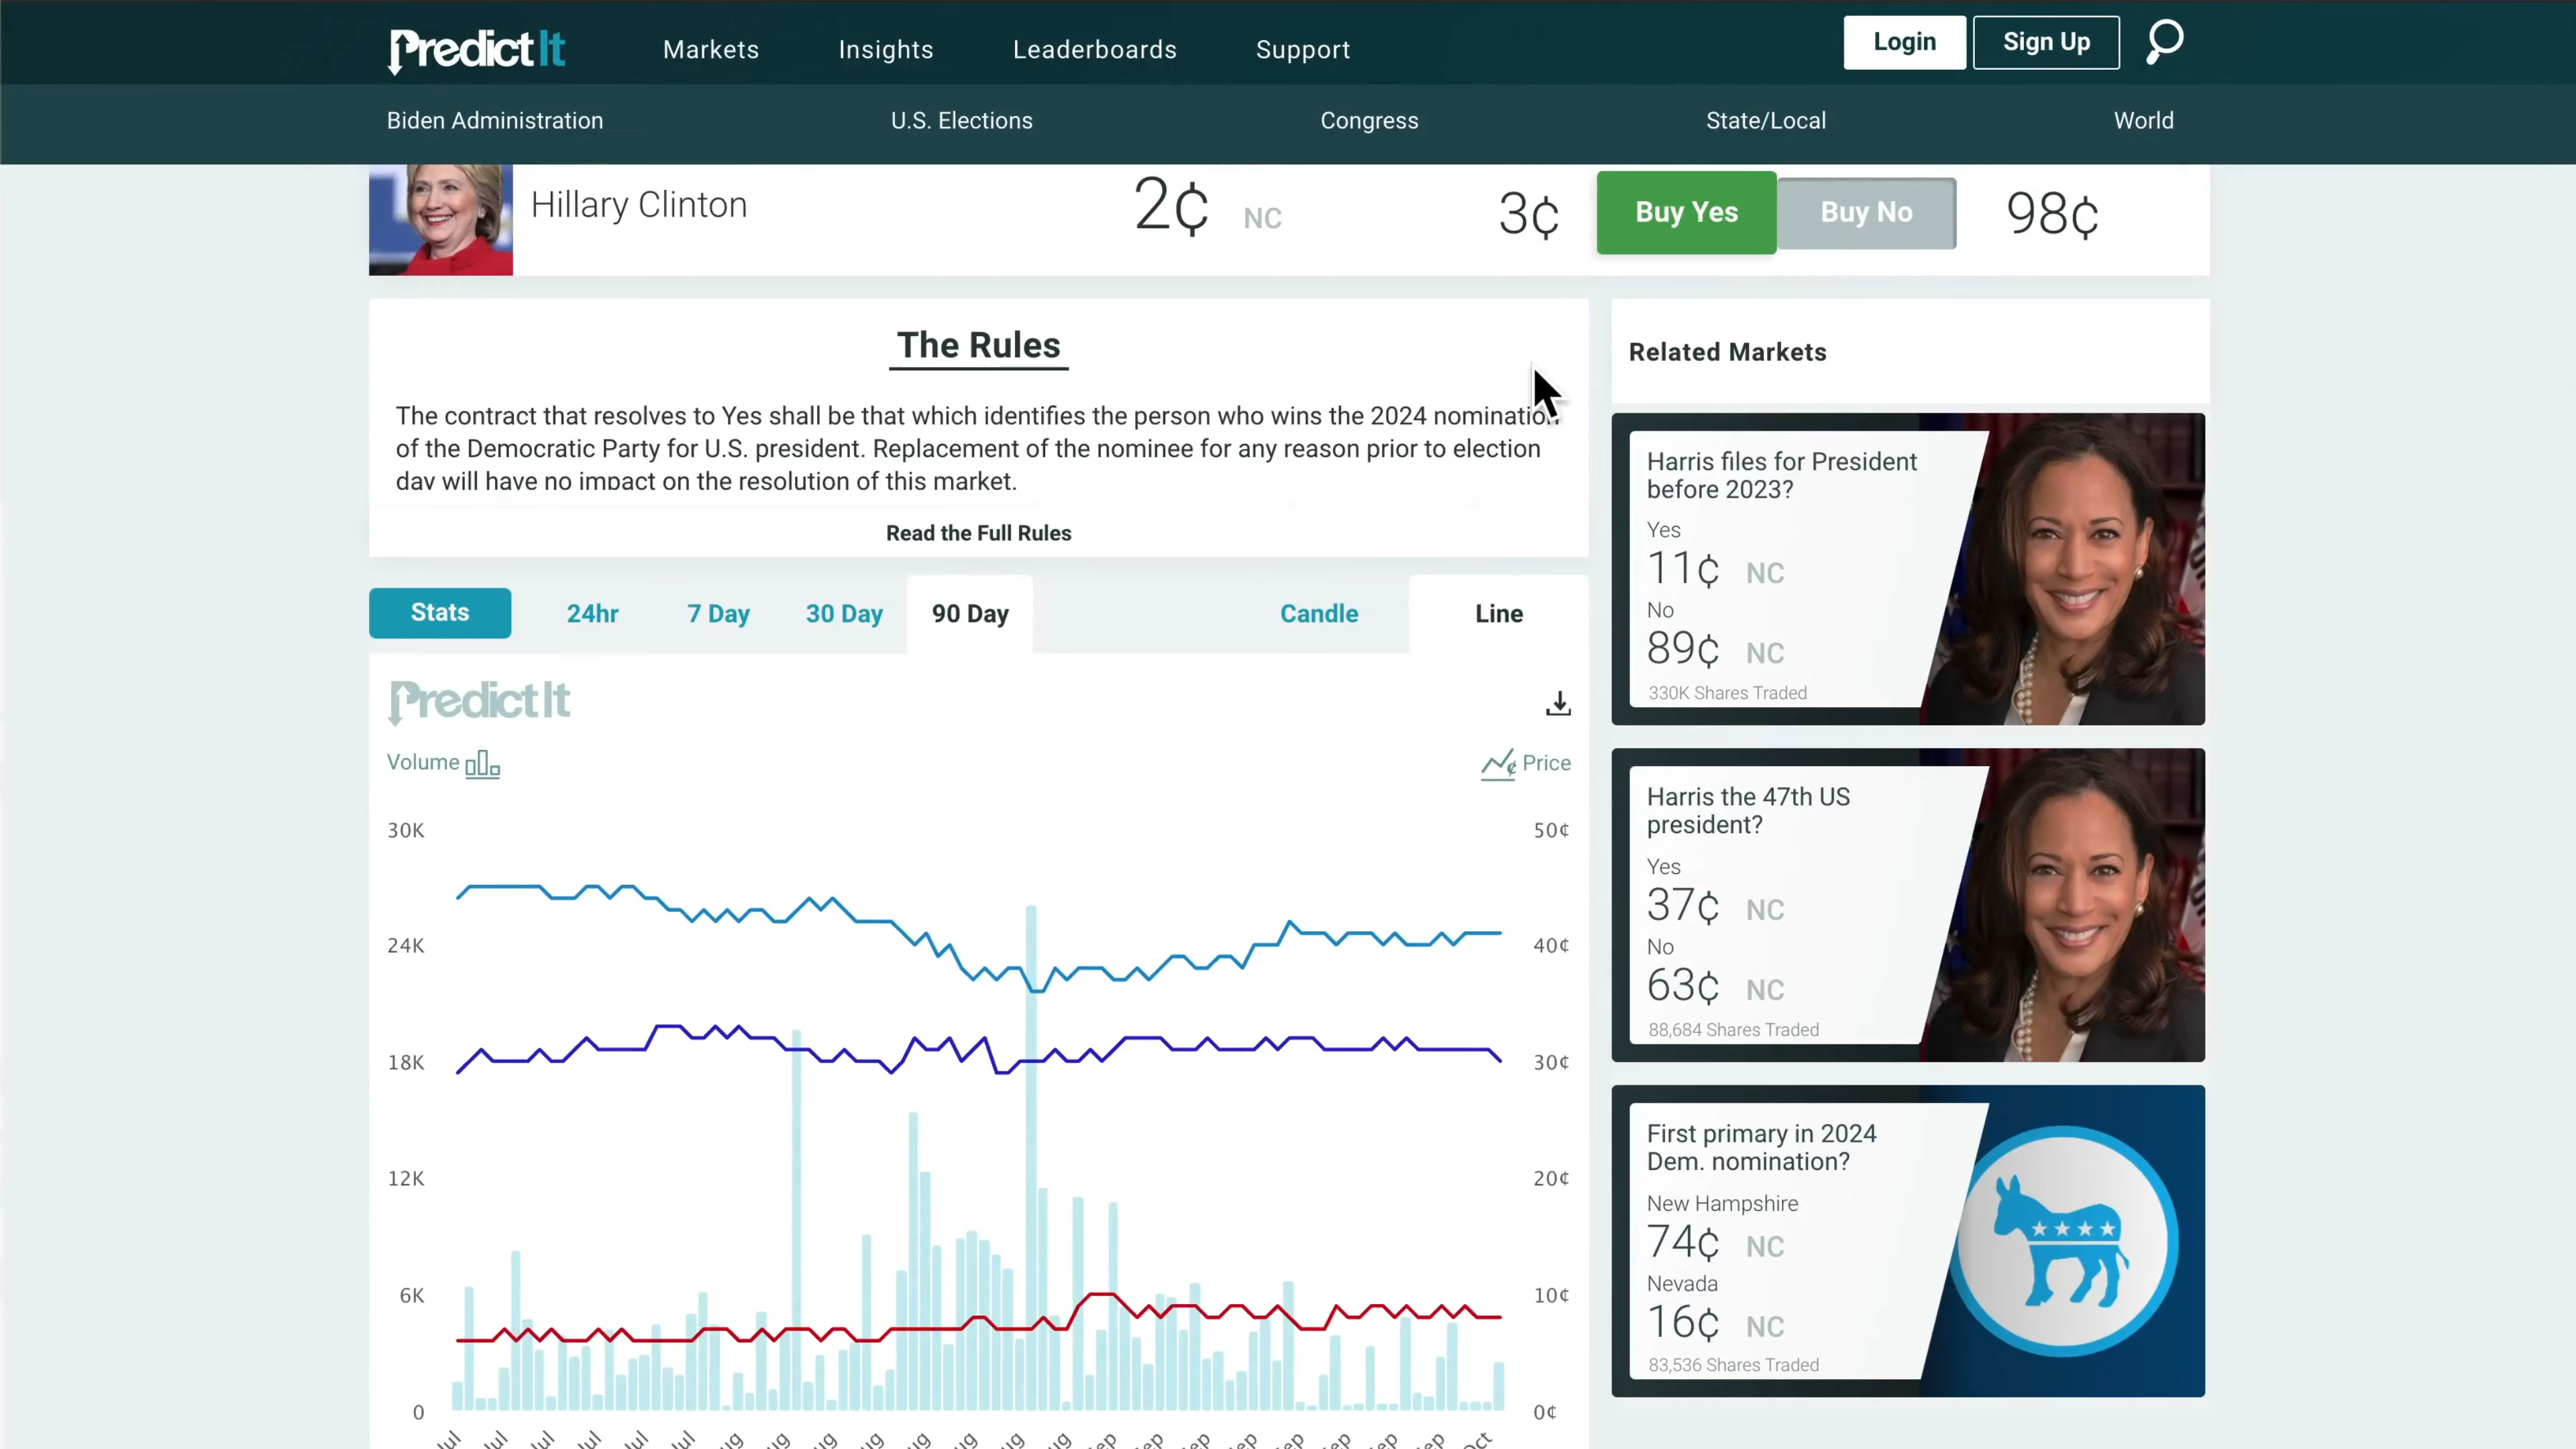 PredictIt
Markets
Insights
Leaderboards
Support
Login
Sign Up
Biden Administration
U.S. Elections
Congress
State/Local
World
Hillary Clinton
2¢ NC
3¢
Buy Yes
Buy No
98¢
The Rules
The contract that resolves to Yes shall be that which identifies the person who wins the 2024 nomination
of the Democratic Party for U.S. president. Replacement of the nominee for any reason prior to election
day will have no impact on the resolution of this market.
Read the Full Rules
Stats
24hr
7 Day
30 Day
90 Day
Candle
Line
PredictIt
Volume
¢ Price
30K
24K
18K
12K
6K
0
50¢
40¢
30¢
20¢
10¢
0¢
Related Markets
Harris files for President
before 2023?
Yes
11¢ NC
No
89¢ NC
330K Shares Traded
Harris the 47th US
president?
Yes
37¢ NC
No
63¢ NC
88,684 Shares Traded
First primary in 2024
Dem. nomination?
New Hampshire
74¢ NC
Nevada
16¢ NC
83,536 Shares Traded